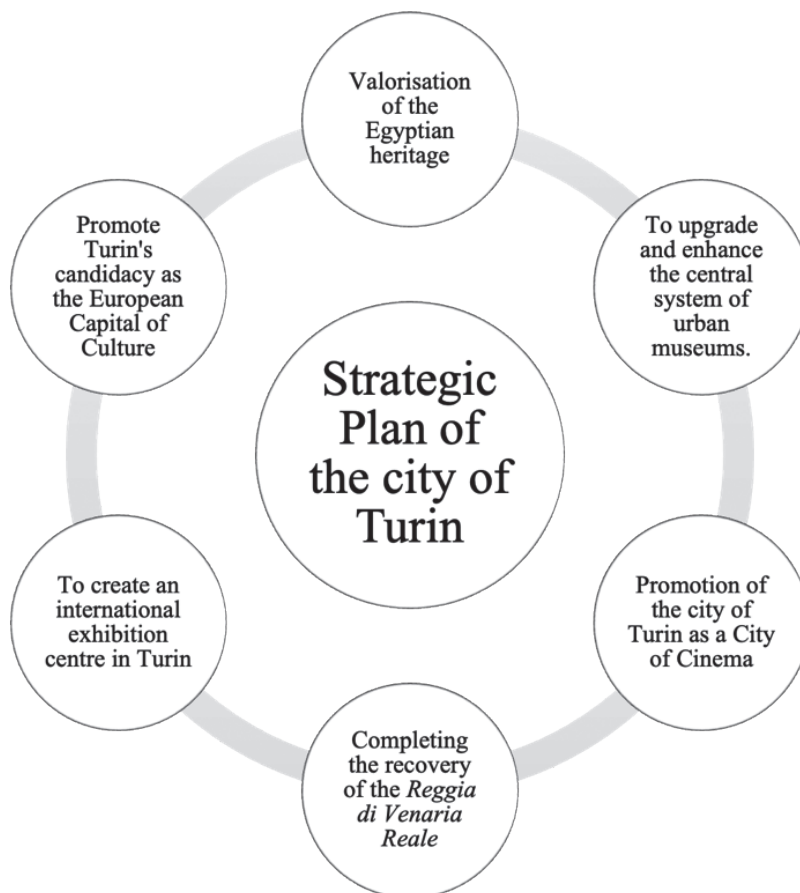 Valorisation
of the
Egyptian
heritage
To upgrade
and enhance
the central
system of
urban
museums.
Promotion of
the city of
Turin as a City
of Cinema
Completing
the recovery
of the Reggia
di Venaria
Reale
To create an
international
exhibition
centre in Turin
Promote
Turin's
candidacy as
the European
Capital of
Culture
Strategic
Plan of
the city of
Turin